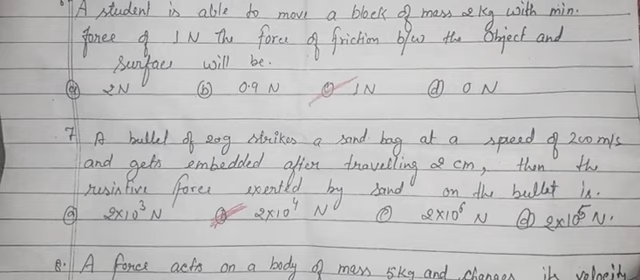 A student is able to move a block of mass 2 kg with min.
force of 1 N the force of friction b/w the object and
surface will be.
(a) 2N (b) 0.9 N (c) 1N (d) 0 N
7. A bullet of 20g strikes a sand bag at a speed of 200 m/s
and gets embedded after travelling 2 cm, then the
resistive force exerted by sand on the bullet is.
(a) 2×10³ N (b) 2×10⁴ N (c) 2×10⁶ N (d) 2×10⁵ N.
8. A force acts on a body of mass 5kg and changes its velocity